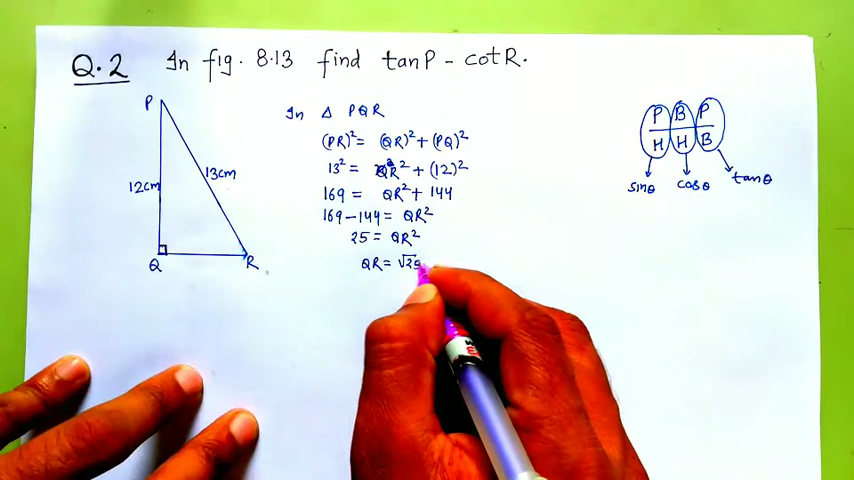 Q.2 In fig. 8.13 find tanP - cotR.
P
12cm
13cm
Q
R
In Δ PQR
(PR)² = (QR)² + (PQ)²
13² = QR² + (12)²
169 = QR² + 144
169 - 144 = QR²
25 = QR²
QR = √25
P B P
H H B
sinθ cosθ tanθ